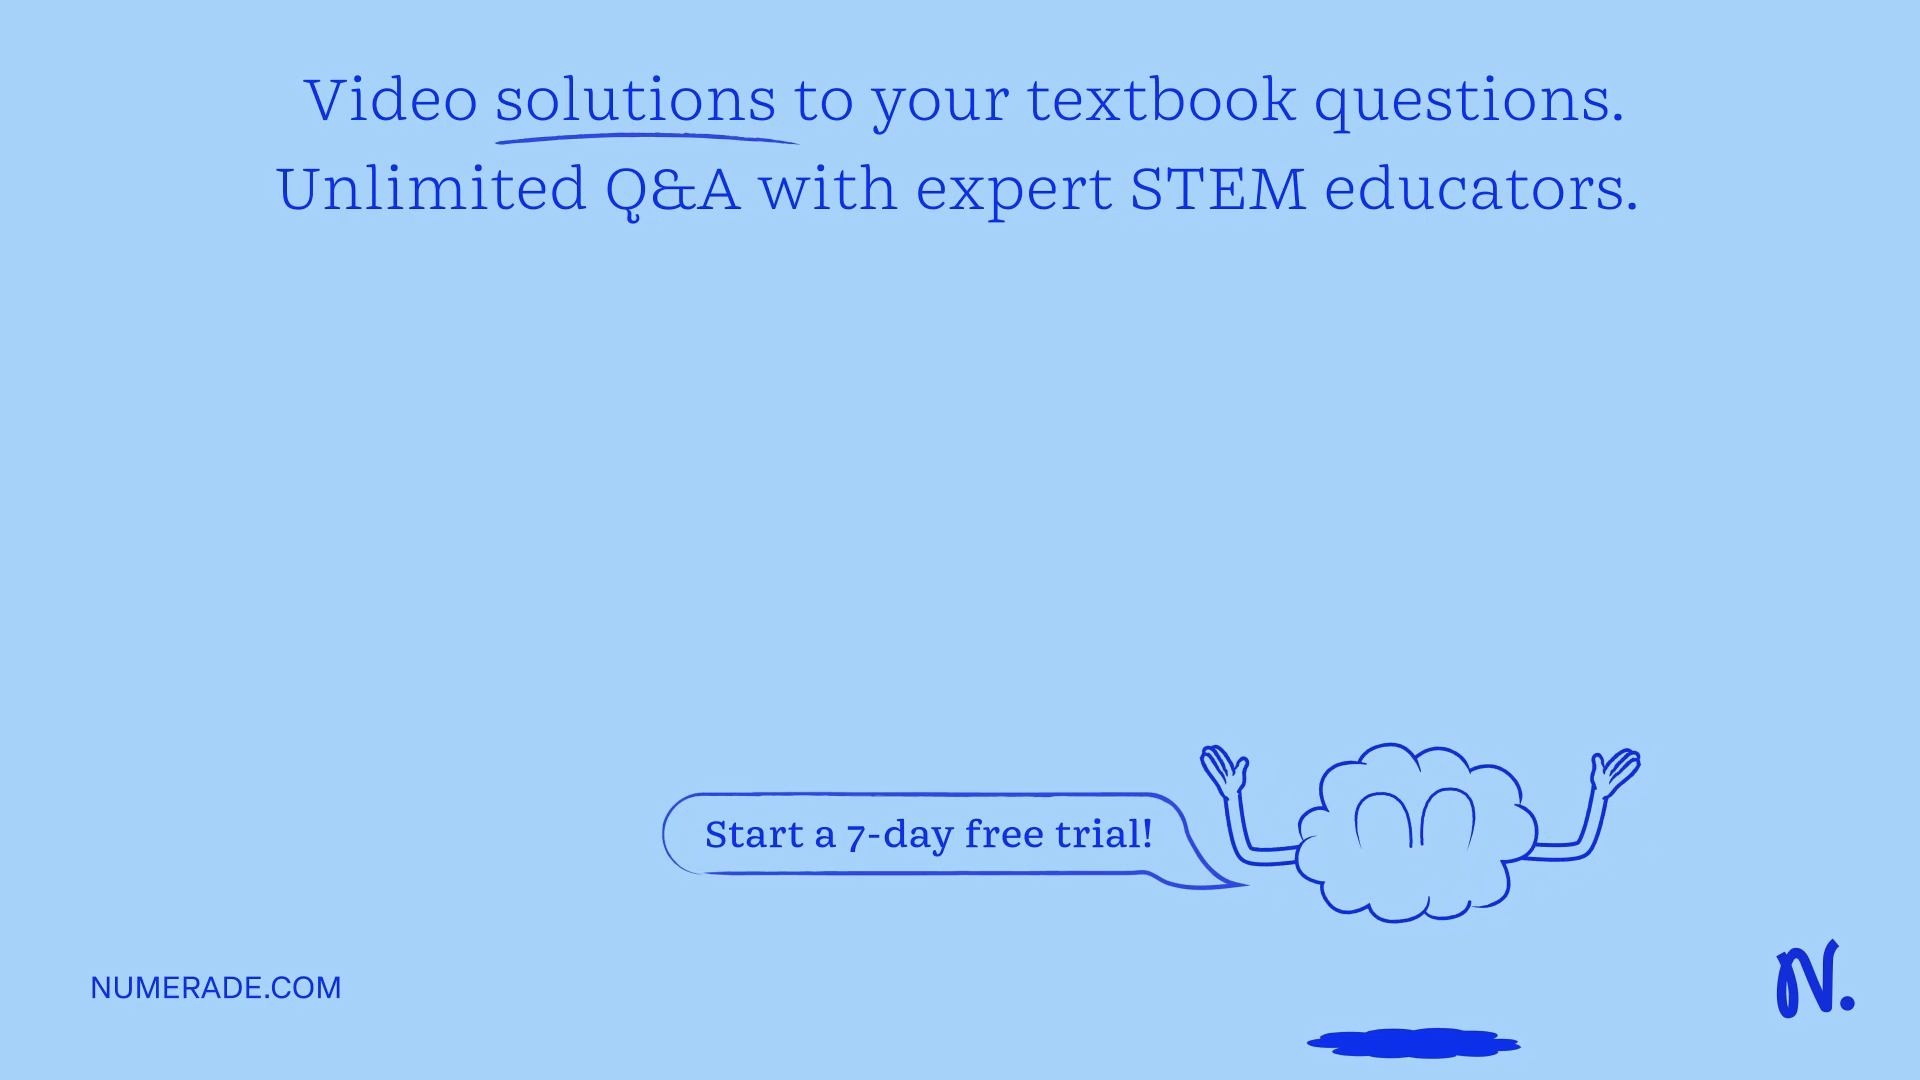 Video solutions to your textbook questions.
Unlimited Q&A with expert STEM educators.
Start a 7-day free trial!
NUMERADE.COM
N.